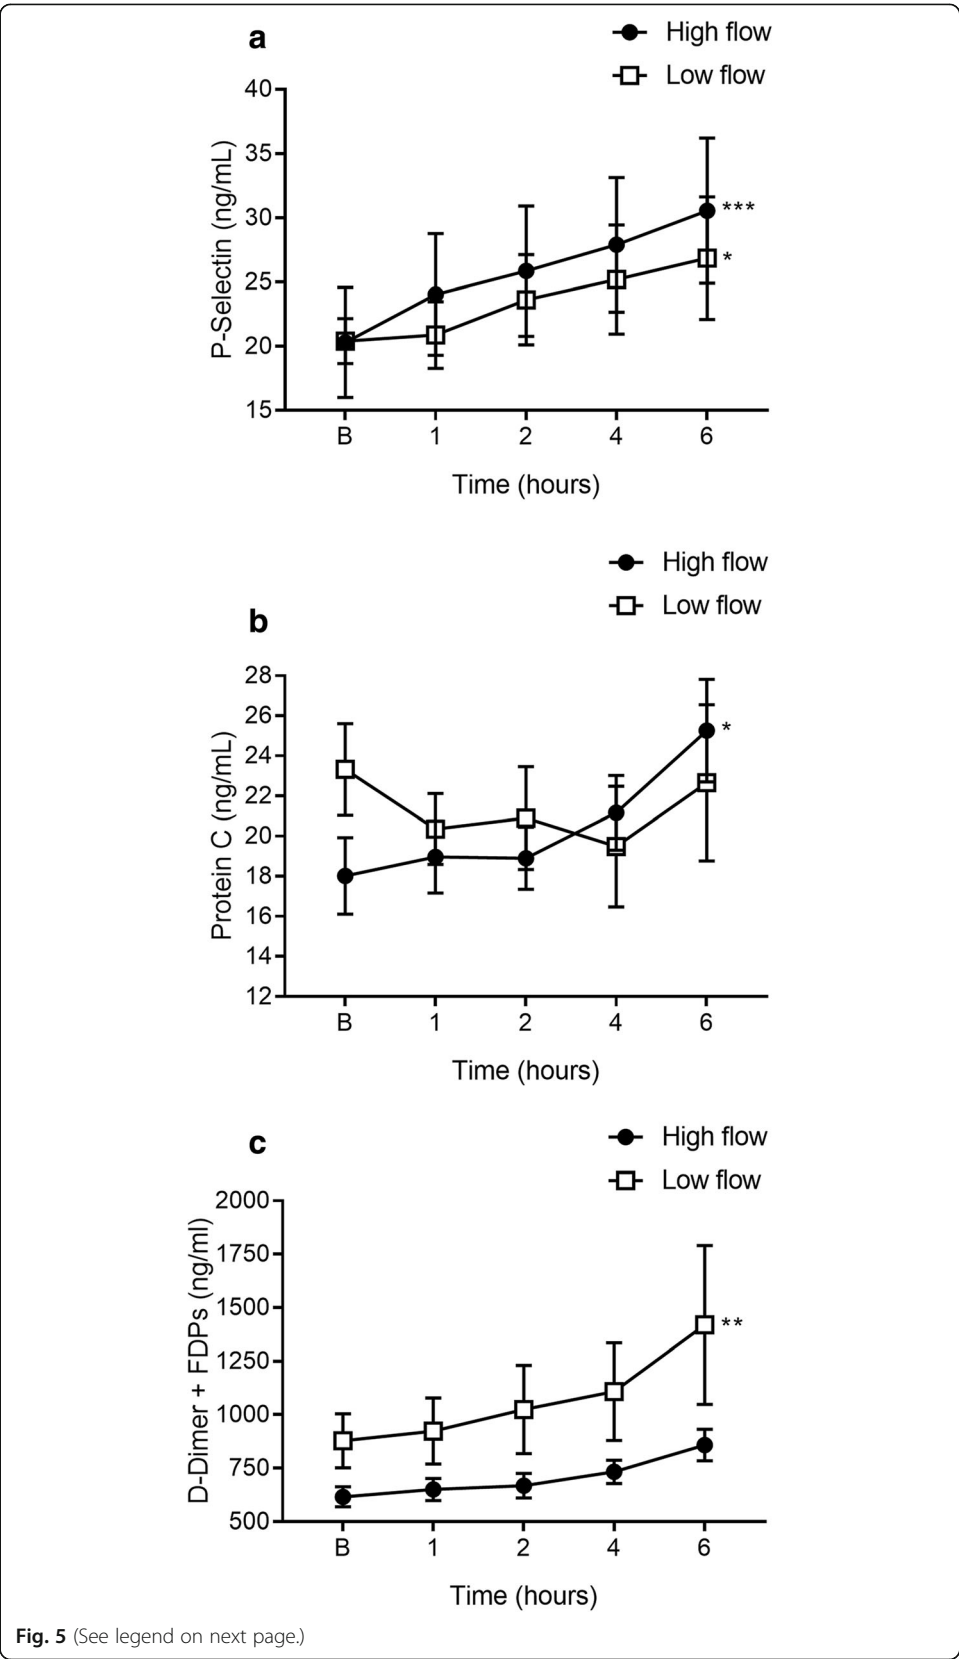 a
High flow
Low flow
P-Selectin (ng/mL)
40
35
30
25
20
15
***
*
B 1 2 4 6
Time (hours)
b
High flow
Low flow
Protein C (ng/mL)
28
26
24
22
20
18
16
14
12
*
B 1 2 4 6
Time (hours)
c
High flow
Low flow
D-Dimer + FDPs (ng/ml)
2000
1750
1500
1250
1000
750
500
**
B 1 2 4 6
Time (hours)
Fig. 5 (See legend on next page.)